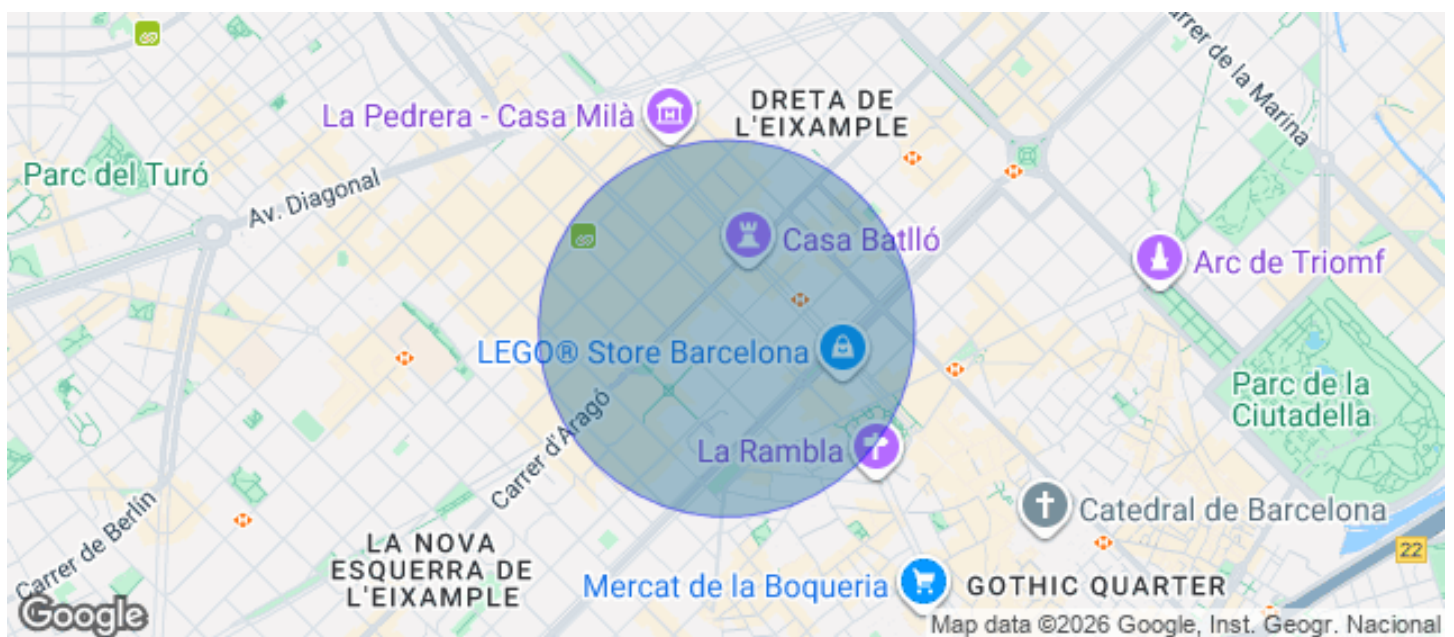 arrer de la Marina
La Pedrera - Casa Milà
DRETA DE
L'EIXAMPLE
Parc del Turó
Av. Diagonal
Casa Batlló
Arc de Triomf
LEGO® Store Barcelona
Parc de la
Ciutadella
Carrer d'Aragó
La Rambla
Catedral de Barcelona
Carrer de Berlín
LA NOVA
ESQUERRA DE
L'EIXAMPLE
22
Mercat de la Boqueria
GOTHIC QUARTER
Google
Map data ©2026 Google, Inst. Geogr. Nacional